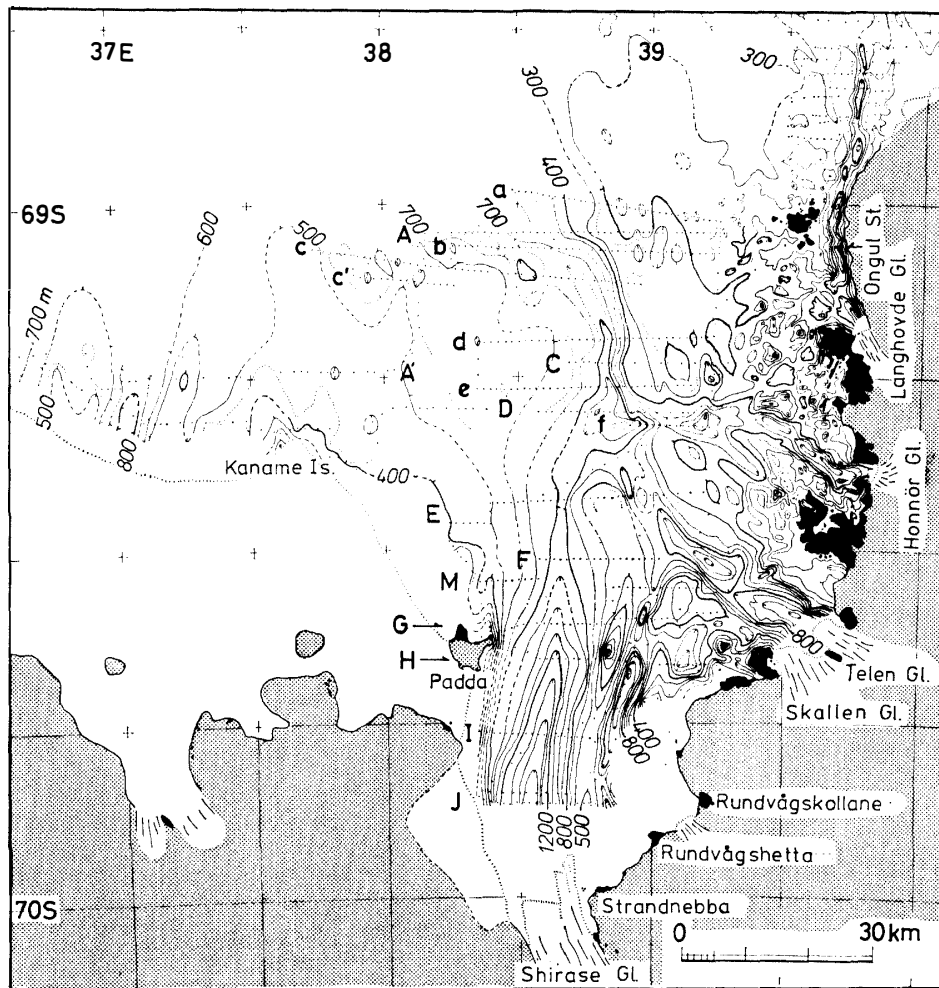 37E 38 39
300
300
400
69S
a
700
A 700 b
600
500
c
c'
Ongul St.
Langhovde Gl.
700 m
d
C
A
e
D
500
f
800
Kaname Is.
400
Honnör Gl.
E
F
M
G
H
Padda
800
Telen Gl.
Skallen Gl.
I
400
800
J
Rundvågskollane
1200
800
500
Rundvågshetta
70S
Strandnebba
0 30km
Shirase Gl.